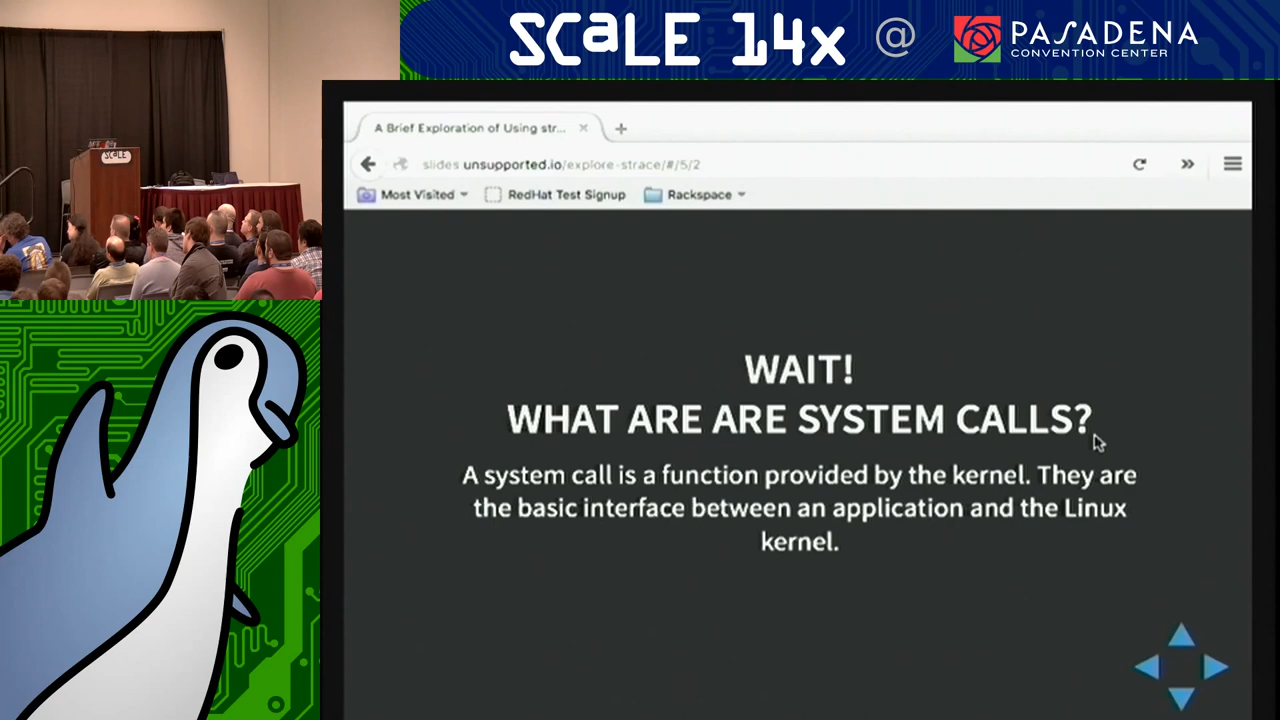 SCaLE 14x @ PASADENA
CONVENTION CENTER
SCALE
A Brief Exploration of Using str...
slides.unsupported.io/explore-strace/#/5/2
Most Visited
RedHat Test Signup
Rackspace
WAIT!
WHAT ARE ARE SYSTEM CALLS?
A system call is a function provided by the kernel. They are
the basic interface between an application and the Linux
kernel.